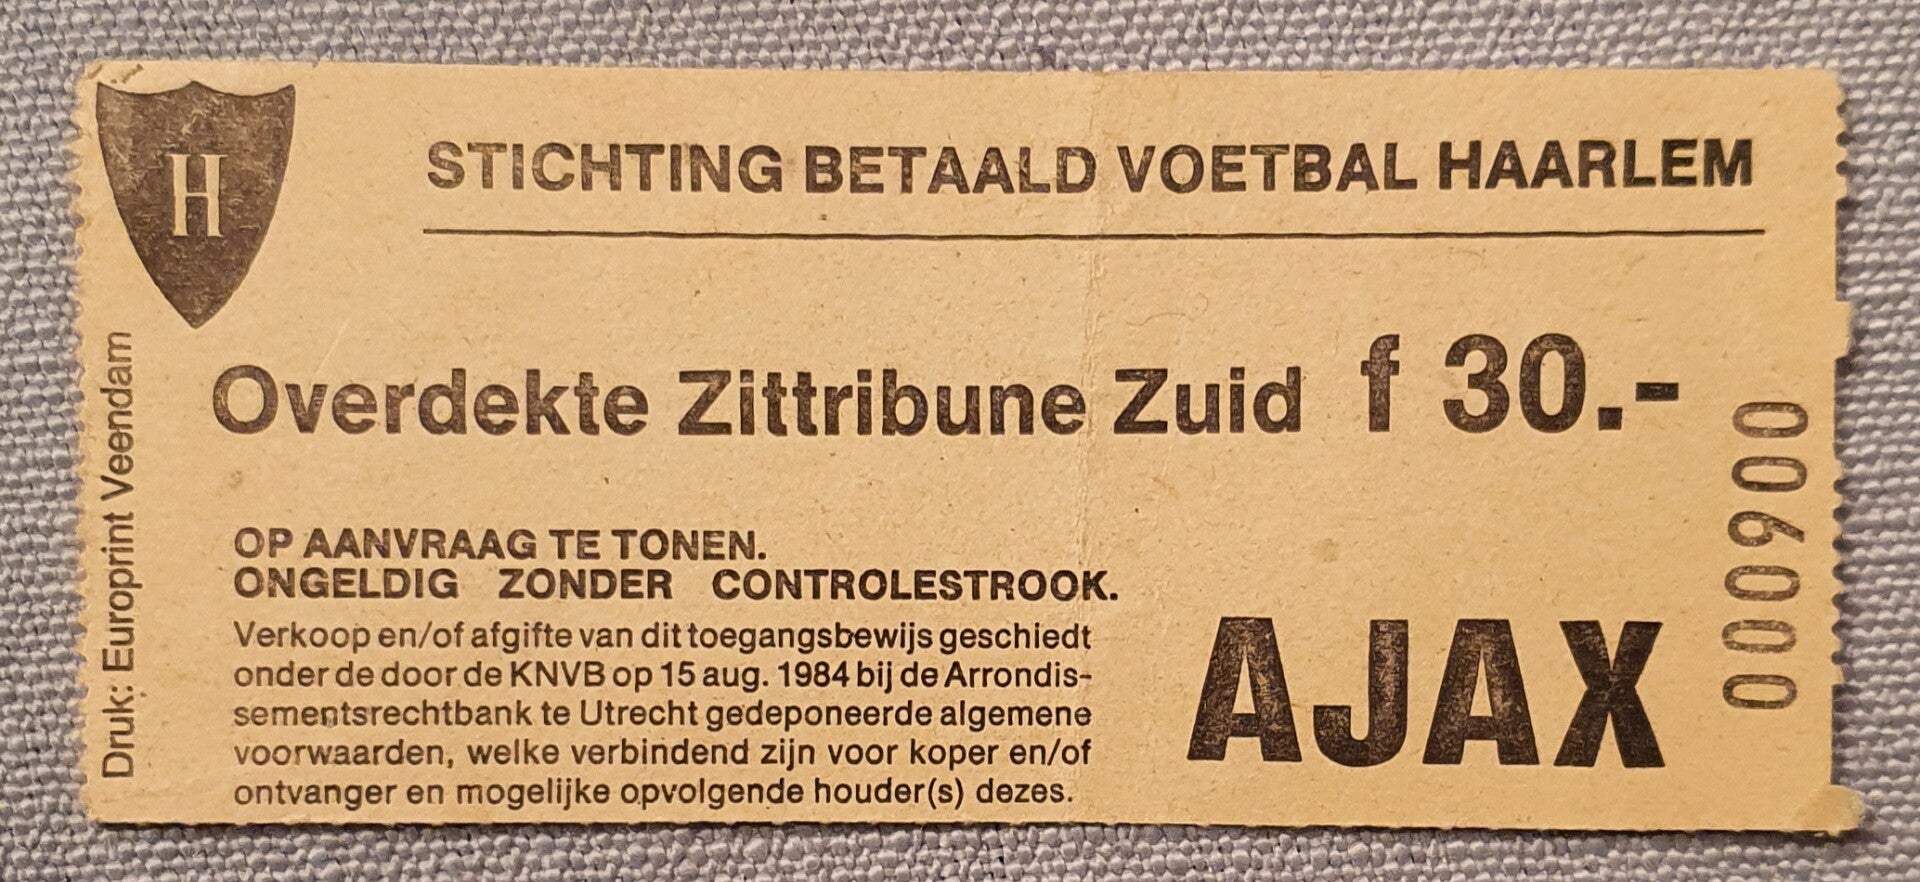 H
STICHTING BETAALD VOETBAL HAARLEM
Overdekte Zittribune Zuid f 30.-
OP AANVRAAG TE TONEN.
ONGELDIG ZONDER CONTROLESTROOK.
Verkoop en/of afgifte van dit toegangsbewijs geschiedt
onder de door de KNVB op 15 aug. 1984 bij de Arrondis-
sementsrechtbank te Utrecht gedeponeerde algemene
voorwaarden, welke verbindend zijn voor koper en/of
ontvanger en mogelijke opvolgende houder(s) dezes.
AJAX
000900
Druk: Europrint Veendam